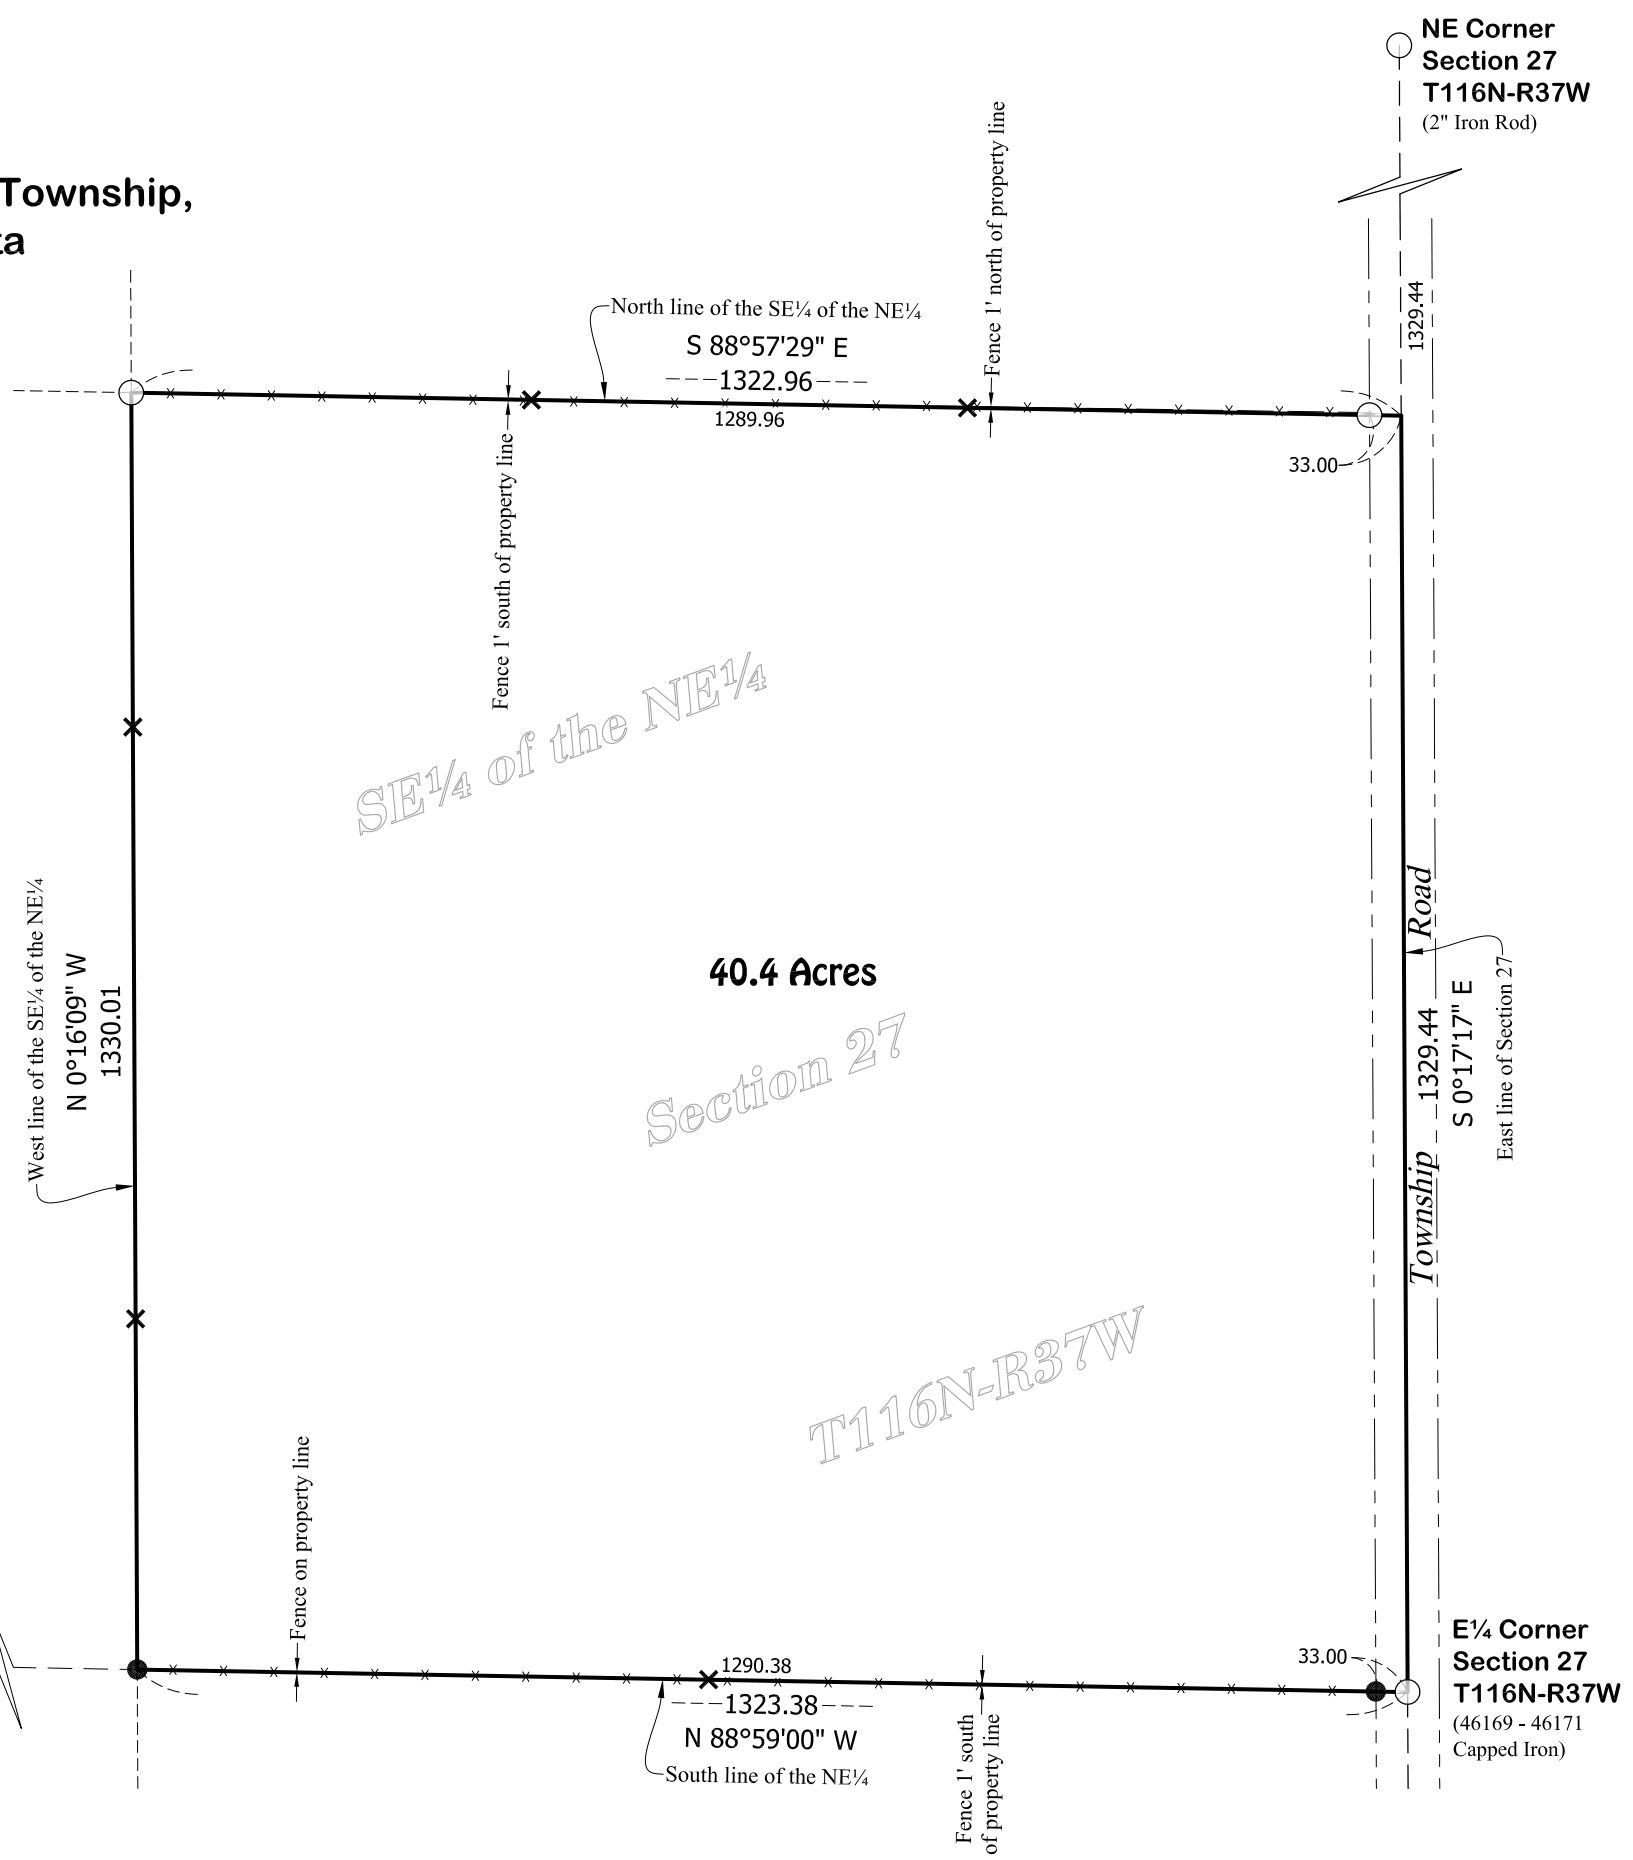 NE Corner
Section 27
T116N-R37W
(2" Iron Rod)
Township,
ta
1329.44
Fence 1' north of property line
North line of the SE¼ of the NE¼
S 88°57'29" E
1322.96
1289.96
33.00
Fence 1' south of property line
SE¼ of the NE¼
West line of the SE¼ of the NE¼
N 0°16'09" W
1330.01
40.4 Acres
Section 27
Township Road
1329.44
S 0°17'17" E
East line of Section 27
T116N-R37W
Fence on property line
1290.38
1323.38
N 88°59'00" W
South line of the NE¼
33.00
Fence 1' south
of property line
E¼ Corner
Section 27
T116N-R37W
(46169 - 46171
Capped Iron)